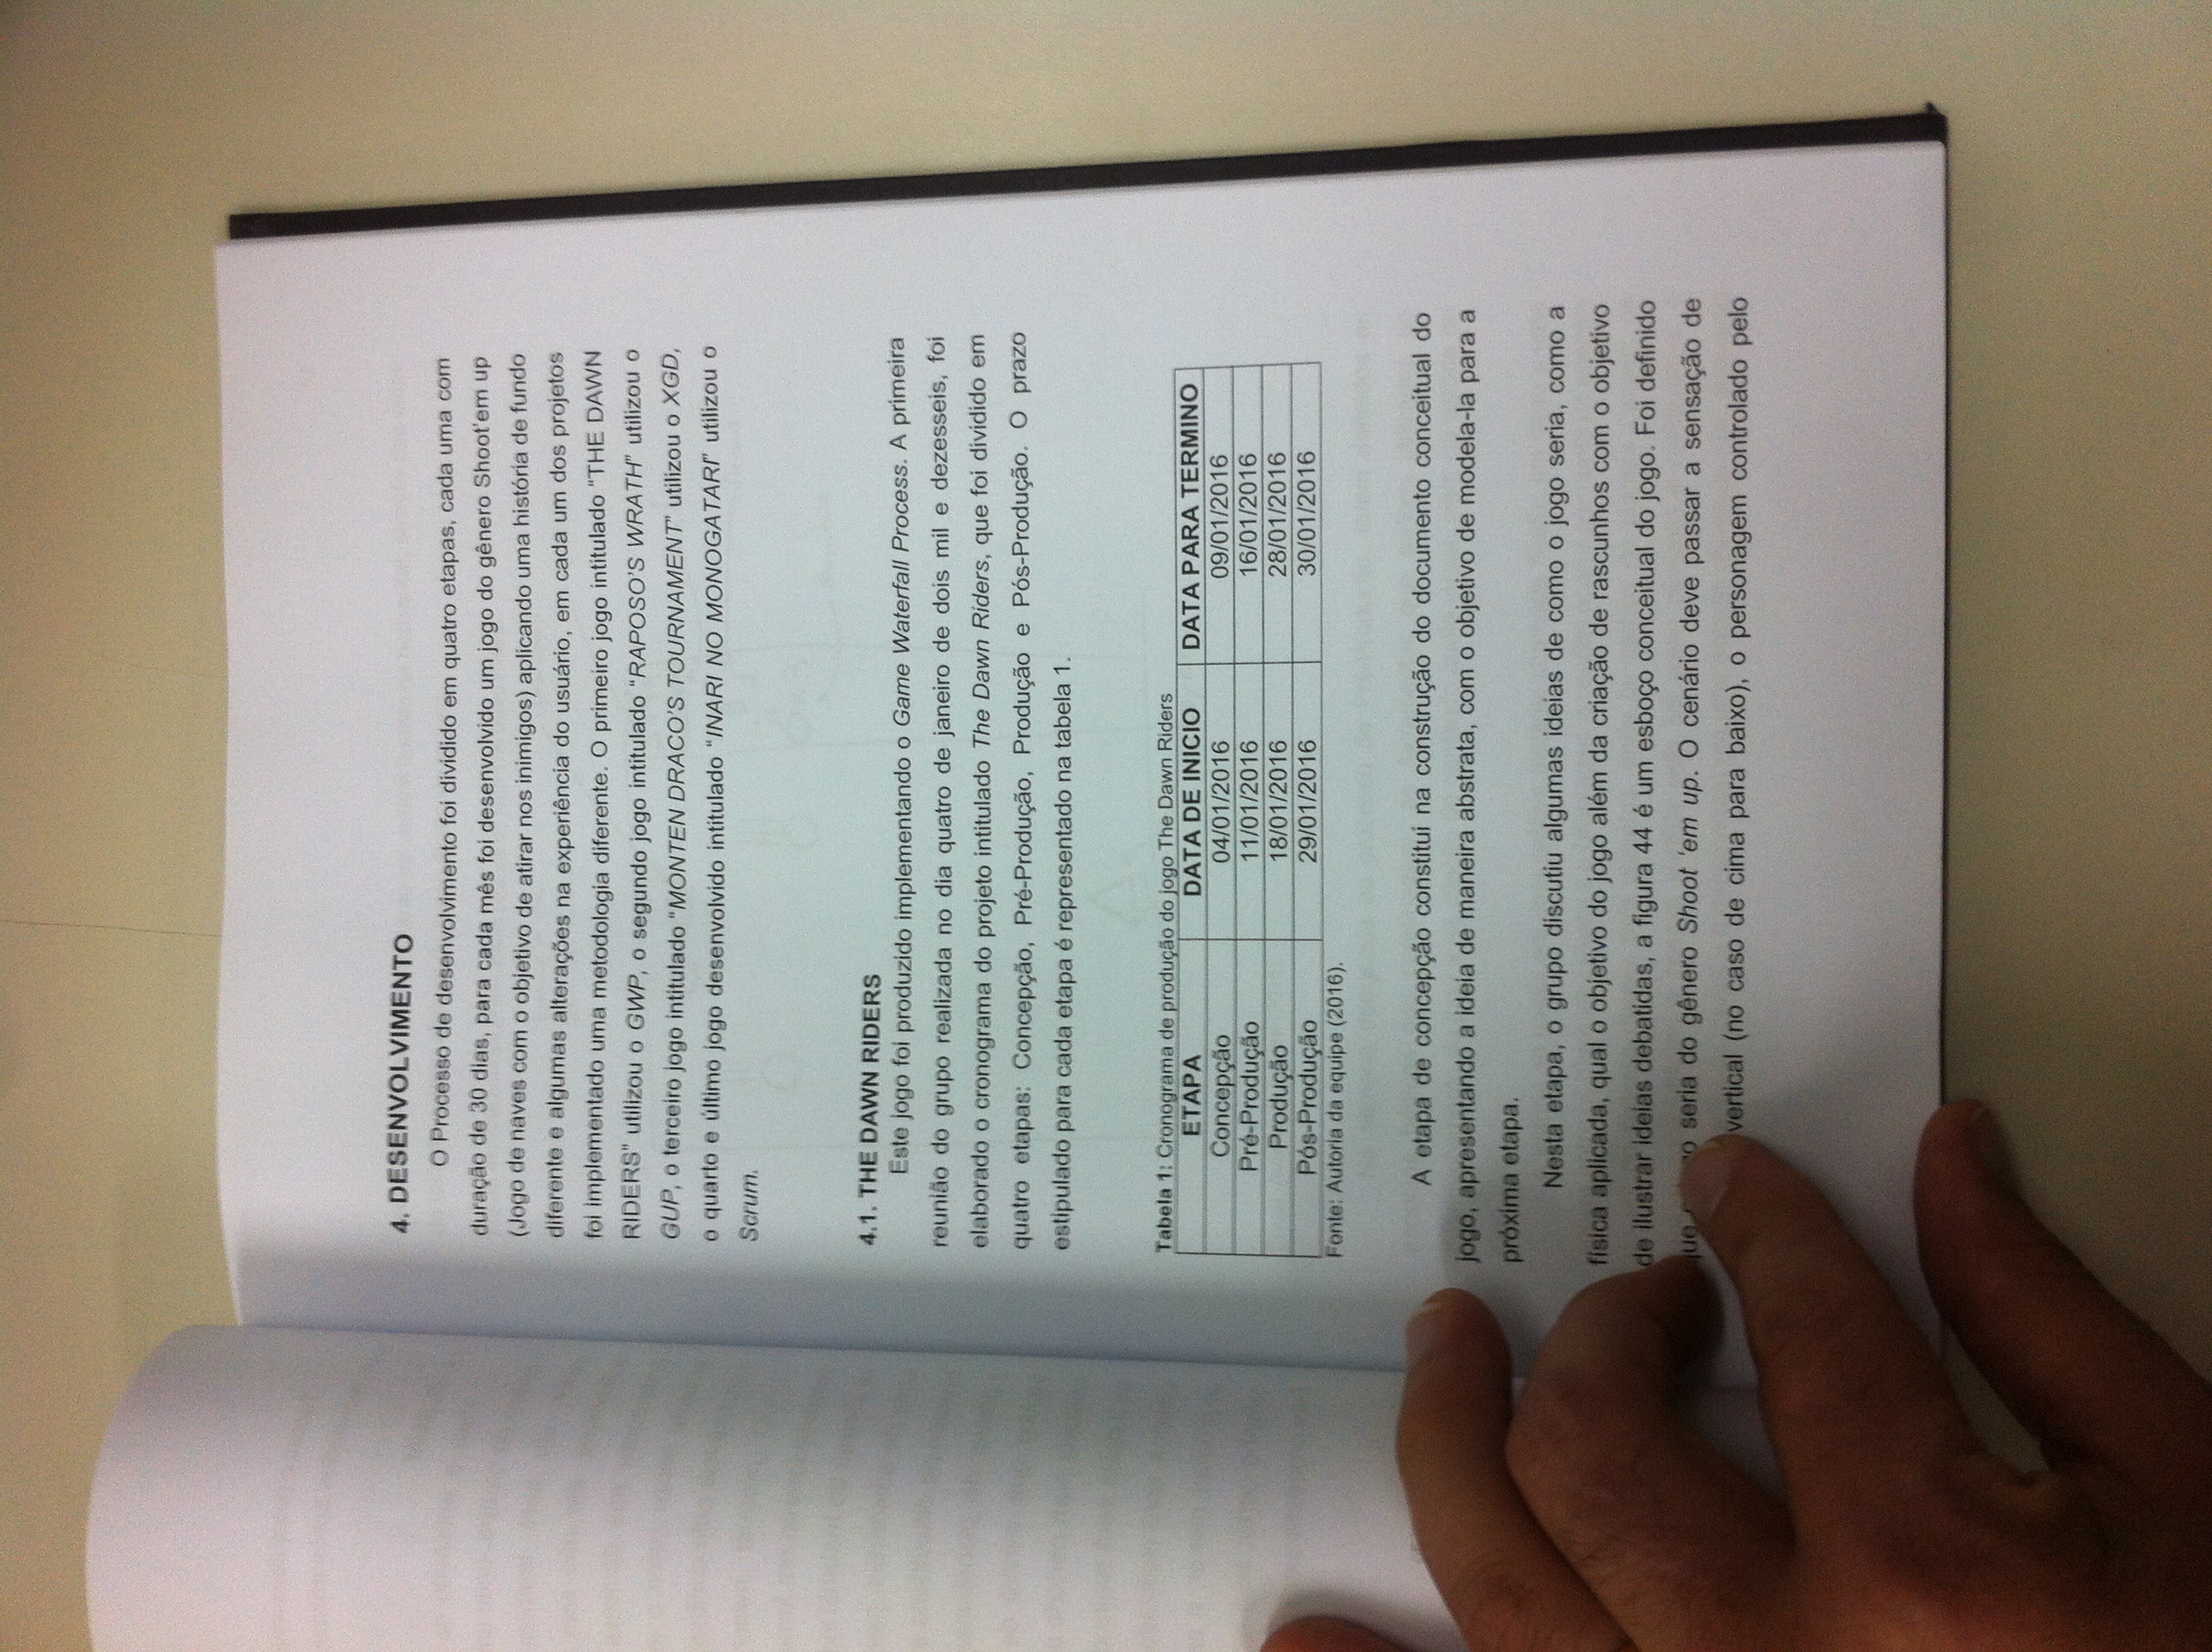 4. DESENVOLVIMENTO
O Processo de desenvolvimento foi dividido em quatro etapas, cada uma com
duração de 30 dias, para cada mês foi desenvolvido um jogo do gênero Shoot'em up
(Jogo de naves com o objetivo de atirar nos inimigos) aplicando uma história de fundo
diferente e algumas alterações na experiência do usuário, em cada um dos projetos
foi implementado uma metodologia diferente. O primeiro jogo intitulado “THE DAWN
RIDERS” utilizou o GWP, o segundo jogo intitulado “RAPOSO'S WRATH” utilizou o
GUP, o terceiro jogo intitulado “MONTEN DRACO'S TOURNAMENT” utilizou o XGD,
o quarto e último jogo desenvolvido intitulado “INARI NO MONOGATARI” utilizou o
Scrum.
4.1. THE DAWN RIDERS
Este jogo foi produzido implementando o Game Waterfall Process. A primeira
reunião do grupo realizada no dia quatro de janeiro de dois mil e dezesseis, foi
elaborado o cronograma do projeto intitulado The Dawn Riders, que foi dividido em
quatro etapas: Concepção, Pré-Produção, Produção e Pós-Produção. O prazo
estipulado para cada etapa é representado na tabela 1.
Tabela 1: Cronograma de produção do jogo The Dawn Riders
ETAPA DATA DE INICIO DATA PARA TERMINO
Concepção 04/01/2016 09/01/2016
Pré-Produção 11/01/2016 16/01/2016
Produção 18/01/2016 28/01/2016
Pós-Produção 29/01/2016 30/01/2016
Fonte: Autoria da equipe (2016).
A etapa de concepção constitui na construção do documento conceitual do
jogo, apresentando a ideia de maneira abstrata, com o objetivo de modela-la para a
próxima etapa.
Nesta etapa, o grupo discutiu algumas ideias de como o jogo seria, como a
física aplicada, qual o objetivo do jogo além da criação de rascunhos com o objetivo
de ilustrar ideias debatidas, a figura 44 é um esboço conceitual do jogo. Foi definido
que seria do gênero Shoot 'em up. O cenário deve passar a sensação de
vertical (no caso de cima para baixo), o personagem controlado pelo